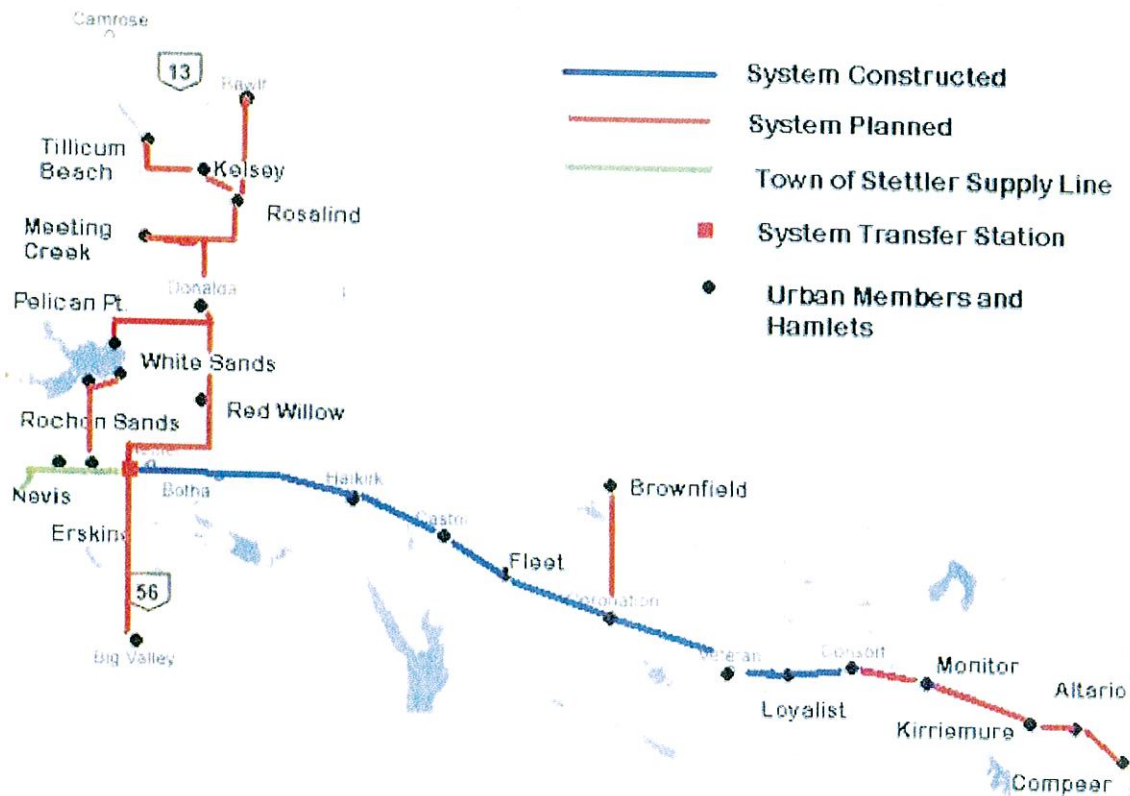 Camrose
13
Bawlf
Tillicum
Beach
Kelsey
Rosalind
Meeting
Creek
Donalda
Pelican Pt.
White Sands
Red Willow
Rochon Sands
Nevis
Botha
Erskine
56
Big Valley
Halkirk
Castor
Fleet
Brownfield
Coronation
Veteran
Loyalist
Consort
Monitor
Kirriemure
Altario
Compeer
System Constructed
System Planned
Town of Stettler Supply Line
System Transfer Station
Urban Members and
Hamlets